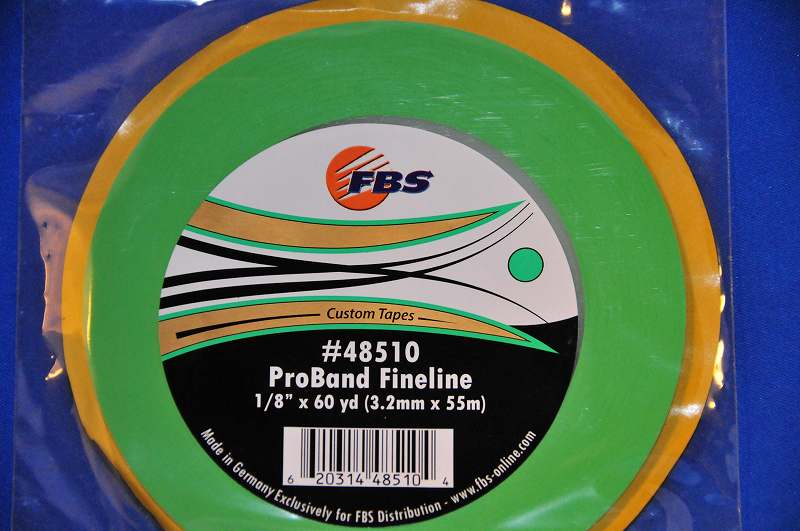 FBS
Custom Tapes
#48510
ProBand Fineline
1/8" x 60 yd (3.2mm x 55m)
6 20314 48510 4
Made in Germany Exclusively for FBS Distribution - www.fbs-online.com